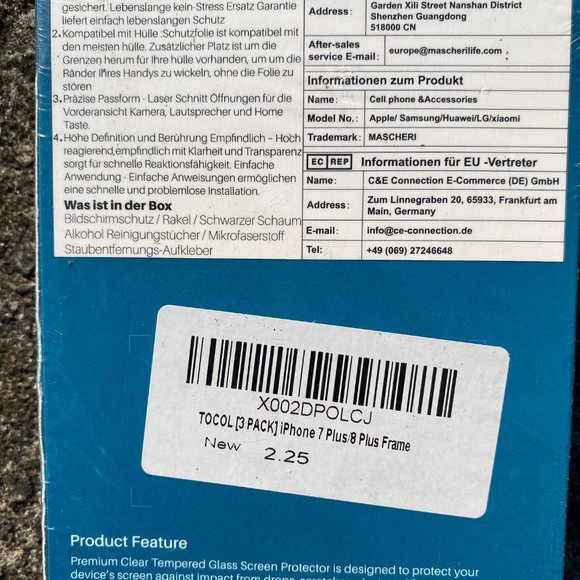 gesichert. Lebenslange kein-Stress Ersatz Garantie
liefert einfach lebenslangen Schutz
2. Kompatibel mit Hülle :Schutzfolie ist kompatibel mit
den meisten hülle. Zusätzlicher Platz ist um die
Grenzen herum für Ihre hülle vorhanden, um um die
Ränder Ihres Handys zu wickeln, ohne die Folie zu
stören
3. Präzise Passform - Laser Schnitt Öffnungen für die
Vorderansicht Kamera, Lautsprecher und Home
Taste.
4. Höhe Definition und Berührung Empfindlich – Hoch
reagierend,empfindlich mit Klarheit und Transparenz
sorgt für schnelle Reaktionsfähigkeit. Einfache
Anwendung - Einfache Anweisungen ermöglichen
eine schnelle und problemlose Installation.
Was ist in der Box
Bildschirmschutz / Rakel / Schwarzer Schaum
Alkohol Reinigungstücher / Mikrofaserstoff
Staubentfernungs-Aufkleber
Address: Garden Xili Street Nanshan District
Shenzhen Guangdong
518000 CN
After-sales
service E-mail: europe@mascherilife.com
Informationen zum Produkt
Name: Cell phone &Accessories
Model No.: Apple/ Samsung/Huawei/LG/xiaomi
Trademark: MASCHERI
EC REP Informationen für EU -Vertreter
Name: C&E Connection E-Commerce (DE) GmbH
Address: Zum Linnegraben 20, 65933, Frankfurt am
Main, Germany
E-mail: info@ce-connection.de
Tel: +49 (069) 27246648
X002DPOLCJ
TOCOL [3 PACK] iPhone 7 Plus/8 Plus Frame
New 2.25
Product Feature
Premium Clear Tempered Glass Screen Protector is designed to protect your
device's screen against impact from drops, scratches